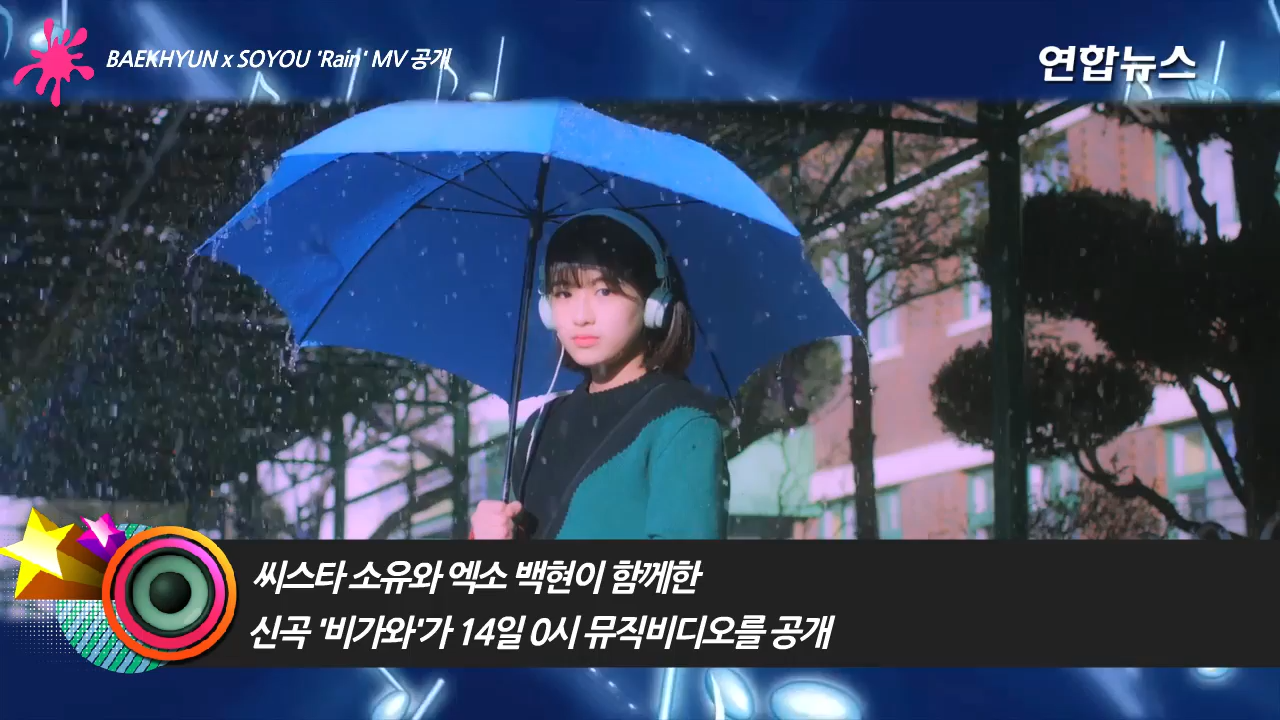 BAEKHYUN x SOYOU 'Rain' MV 공개
연합뉴스
씨스타 소유와 엑소 백현이 함께한
신곡 '비가와'가 14일 0시 뮤직비디오를 공개